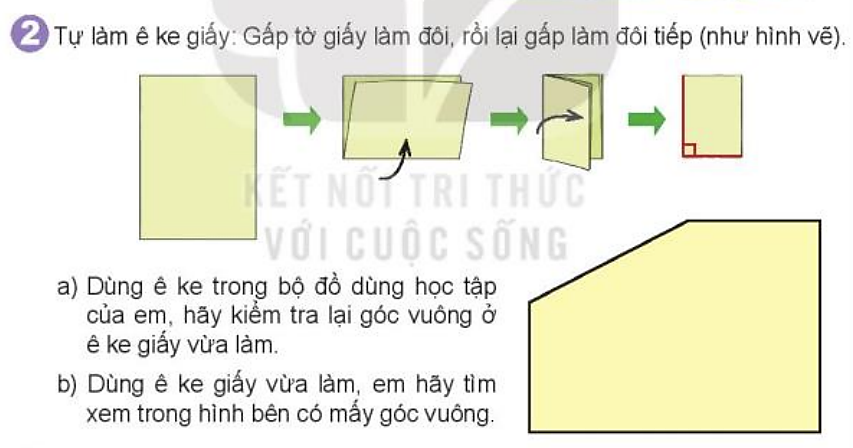 2 Tự làm ê ke giấy: Gấp tờ giấy làm đôi, rồi lại gấp làm đôi tiếp (như hình vẽ).
KẾT NỐI TRI THỨC
VỚI CUỘC SỐNG
a) Dùng ê ke trong bộ đồ dùng học tập
của em, hãy kiểm tra lại góc vuông ở
ê ke giấy vừa làm.
b) Dùng ê ke giấy vừa làm, em hãy tìm
xem trong hình bên có mấy góc vuông.